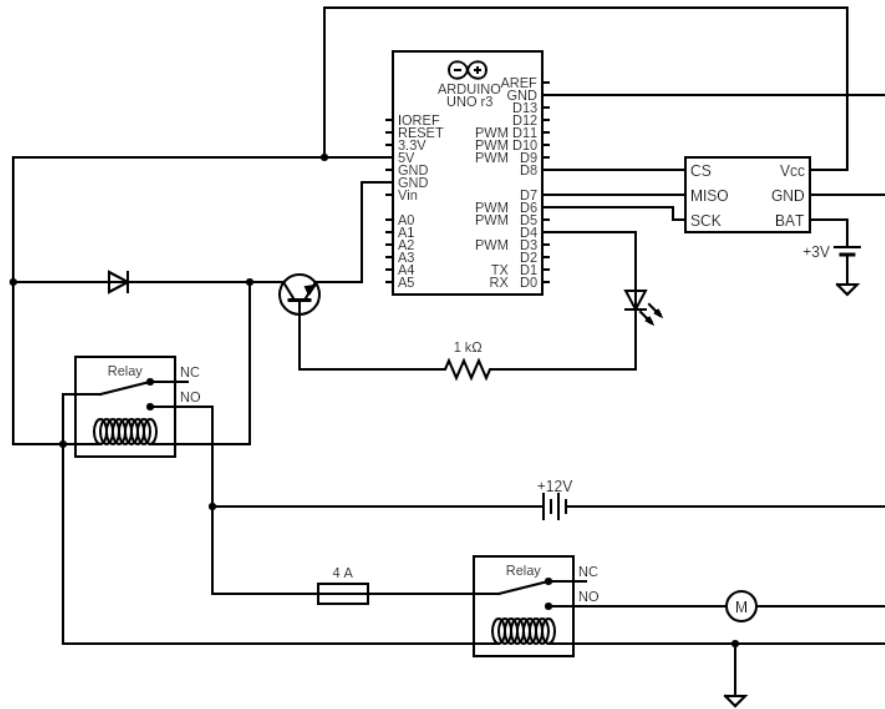 AREF
ARDUINO
UNO r3
GND
D13
IOREF
D12
RESET
PWM D11
3.3V
PWM D10
5V
PWM D9
GND
D8
GND
Vin
D7
PWM D6
A0
PWM D5
A1
D4
A2
PWM D3
A3
D2
A4
TX D1
A5
RX D0
CS Vcc
MISO GND
SCK BAT
+3V
1 kΩ
Relay
NC
NO
+12V
4 A
Relay
NC
NO
M